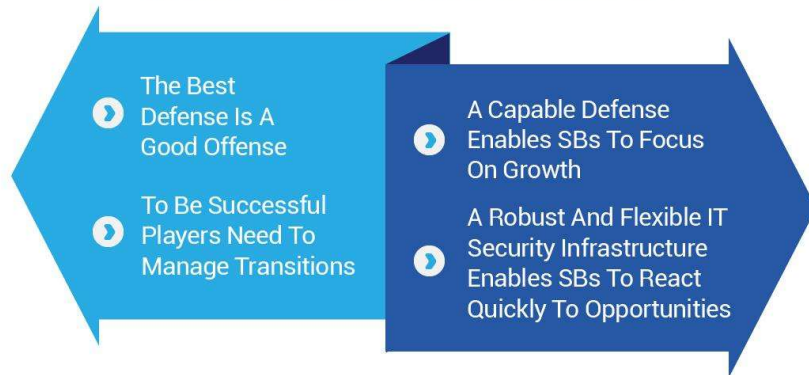 The Best
Defense Is A
Good Offense
To Be Successful
Players Need To
Manage Transitions
A Capable Defense
Enables SBs To Focus
On Growth
A Robust And Flexible IT
Security Infrastructure
Enables SBs To React
Quickly To Opportunities